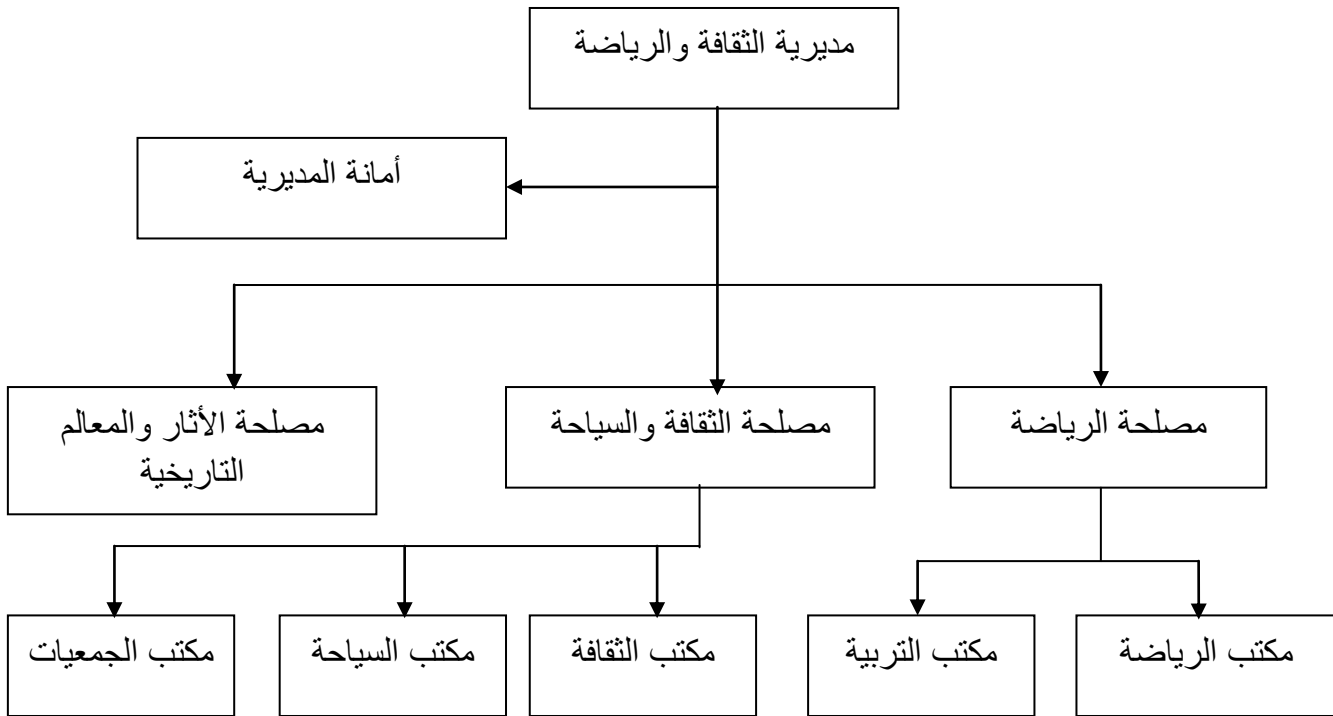 مديرية الثقافة والرياضة
أمانة المديرية
مصلحة الرياضة
مصلحة الثقافة والسياحة
مصلحة الأثار والمعالم
التاريخية
مكتب الرياضة
مكتب التربية
مكتب الثقافة
مكتب السياحة
مكتب الجمعيات